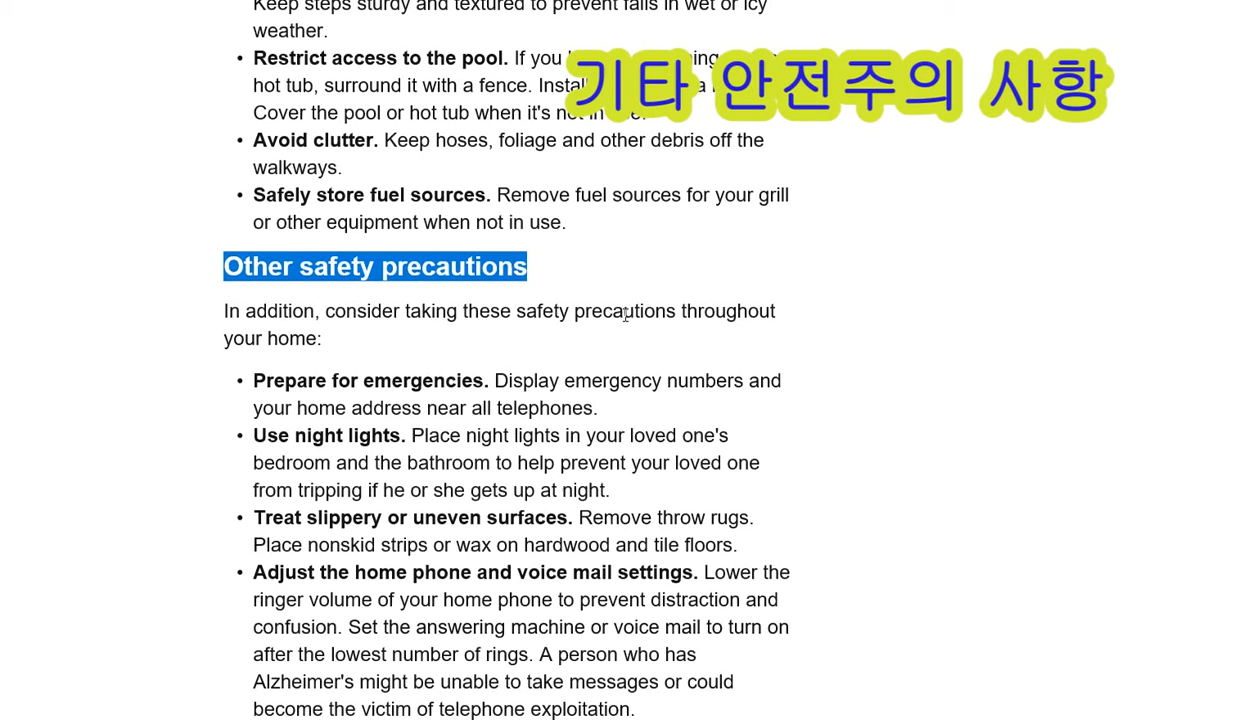 Keep steps sturdy and textured to prevent falls in wet or icy
weather.
• Restrict access to the pool. If you
기타 안전주의 사항
hot tub, surround it with a fence.
Cover the pool or hot tub when it's
• Avoid clutter. Keep hoses, foliage and other debris off the
walkways.
• Safely store fuel sources. Remove fuel sources for your grill
or other equipment when not in use.
Other safety precautions
In addition, consider taking these safety precautions throughout
your home:
• Prepare for emergencies. Display emergency numbers and
your home address near all telephones.
• Use night lights. Place night lights in your loved one's
bedroom and the bathroom to help prevent your loved one
from tripping if he or she gets up at night.
• Treat slippery or uneven surfaces. Remove throw rugs.
Place nonskid strips or wax on hardwood and tile floors.
• Adjust the home phone and voice mail settings. Lower the
ringer volume of your home phone to prevent distraction and
confusion. Set the answering machine or voice mail to turn on
after the lowest number of rings. A person who has
Alzheimer's might be unable to take messages or could
become the victim of telephone exploitation.